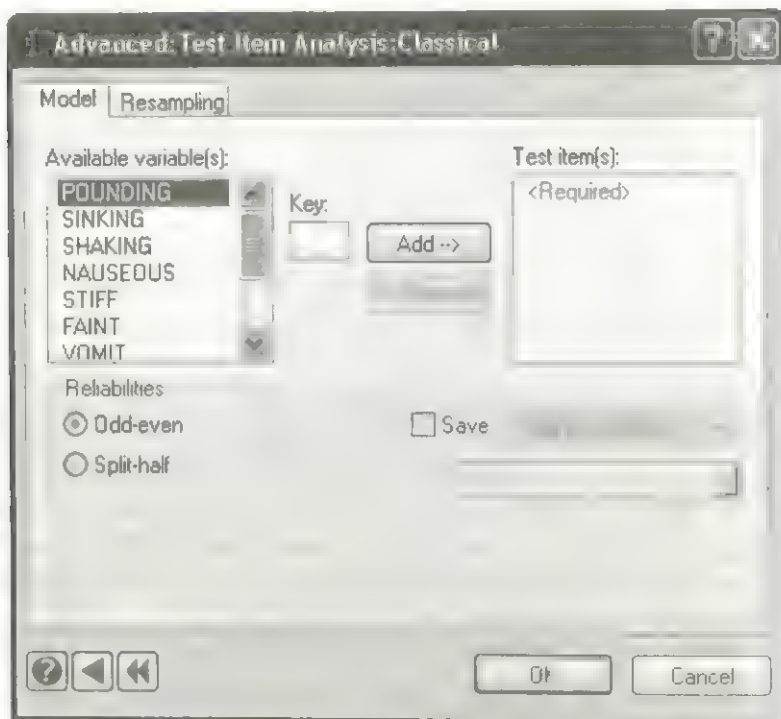 Advanced: Test Item Analysis: Classical
Model
Resampling
Available variable(s):
POUNDING
SINKING
SHAKING
NAUSEOUS
STIFF
FAINT
VOMIT
Key:
Add -->
Test item(s):
<Required>
Reliabilities
Odd-even
Split-half
Save
OK
Cancel